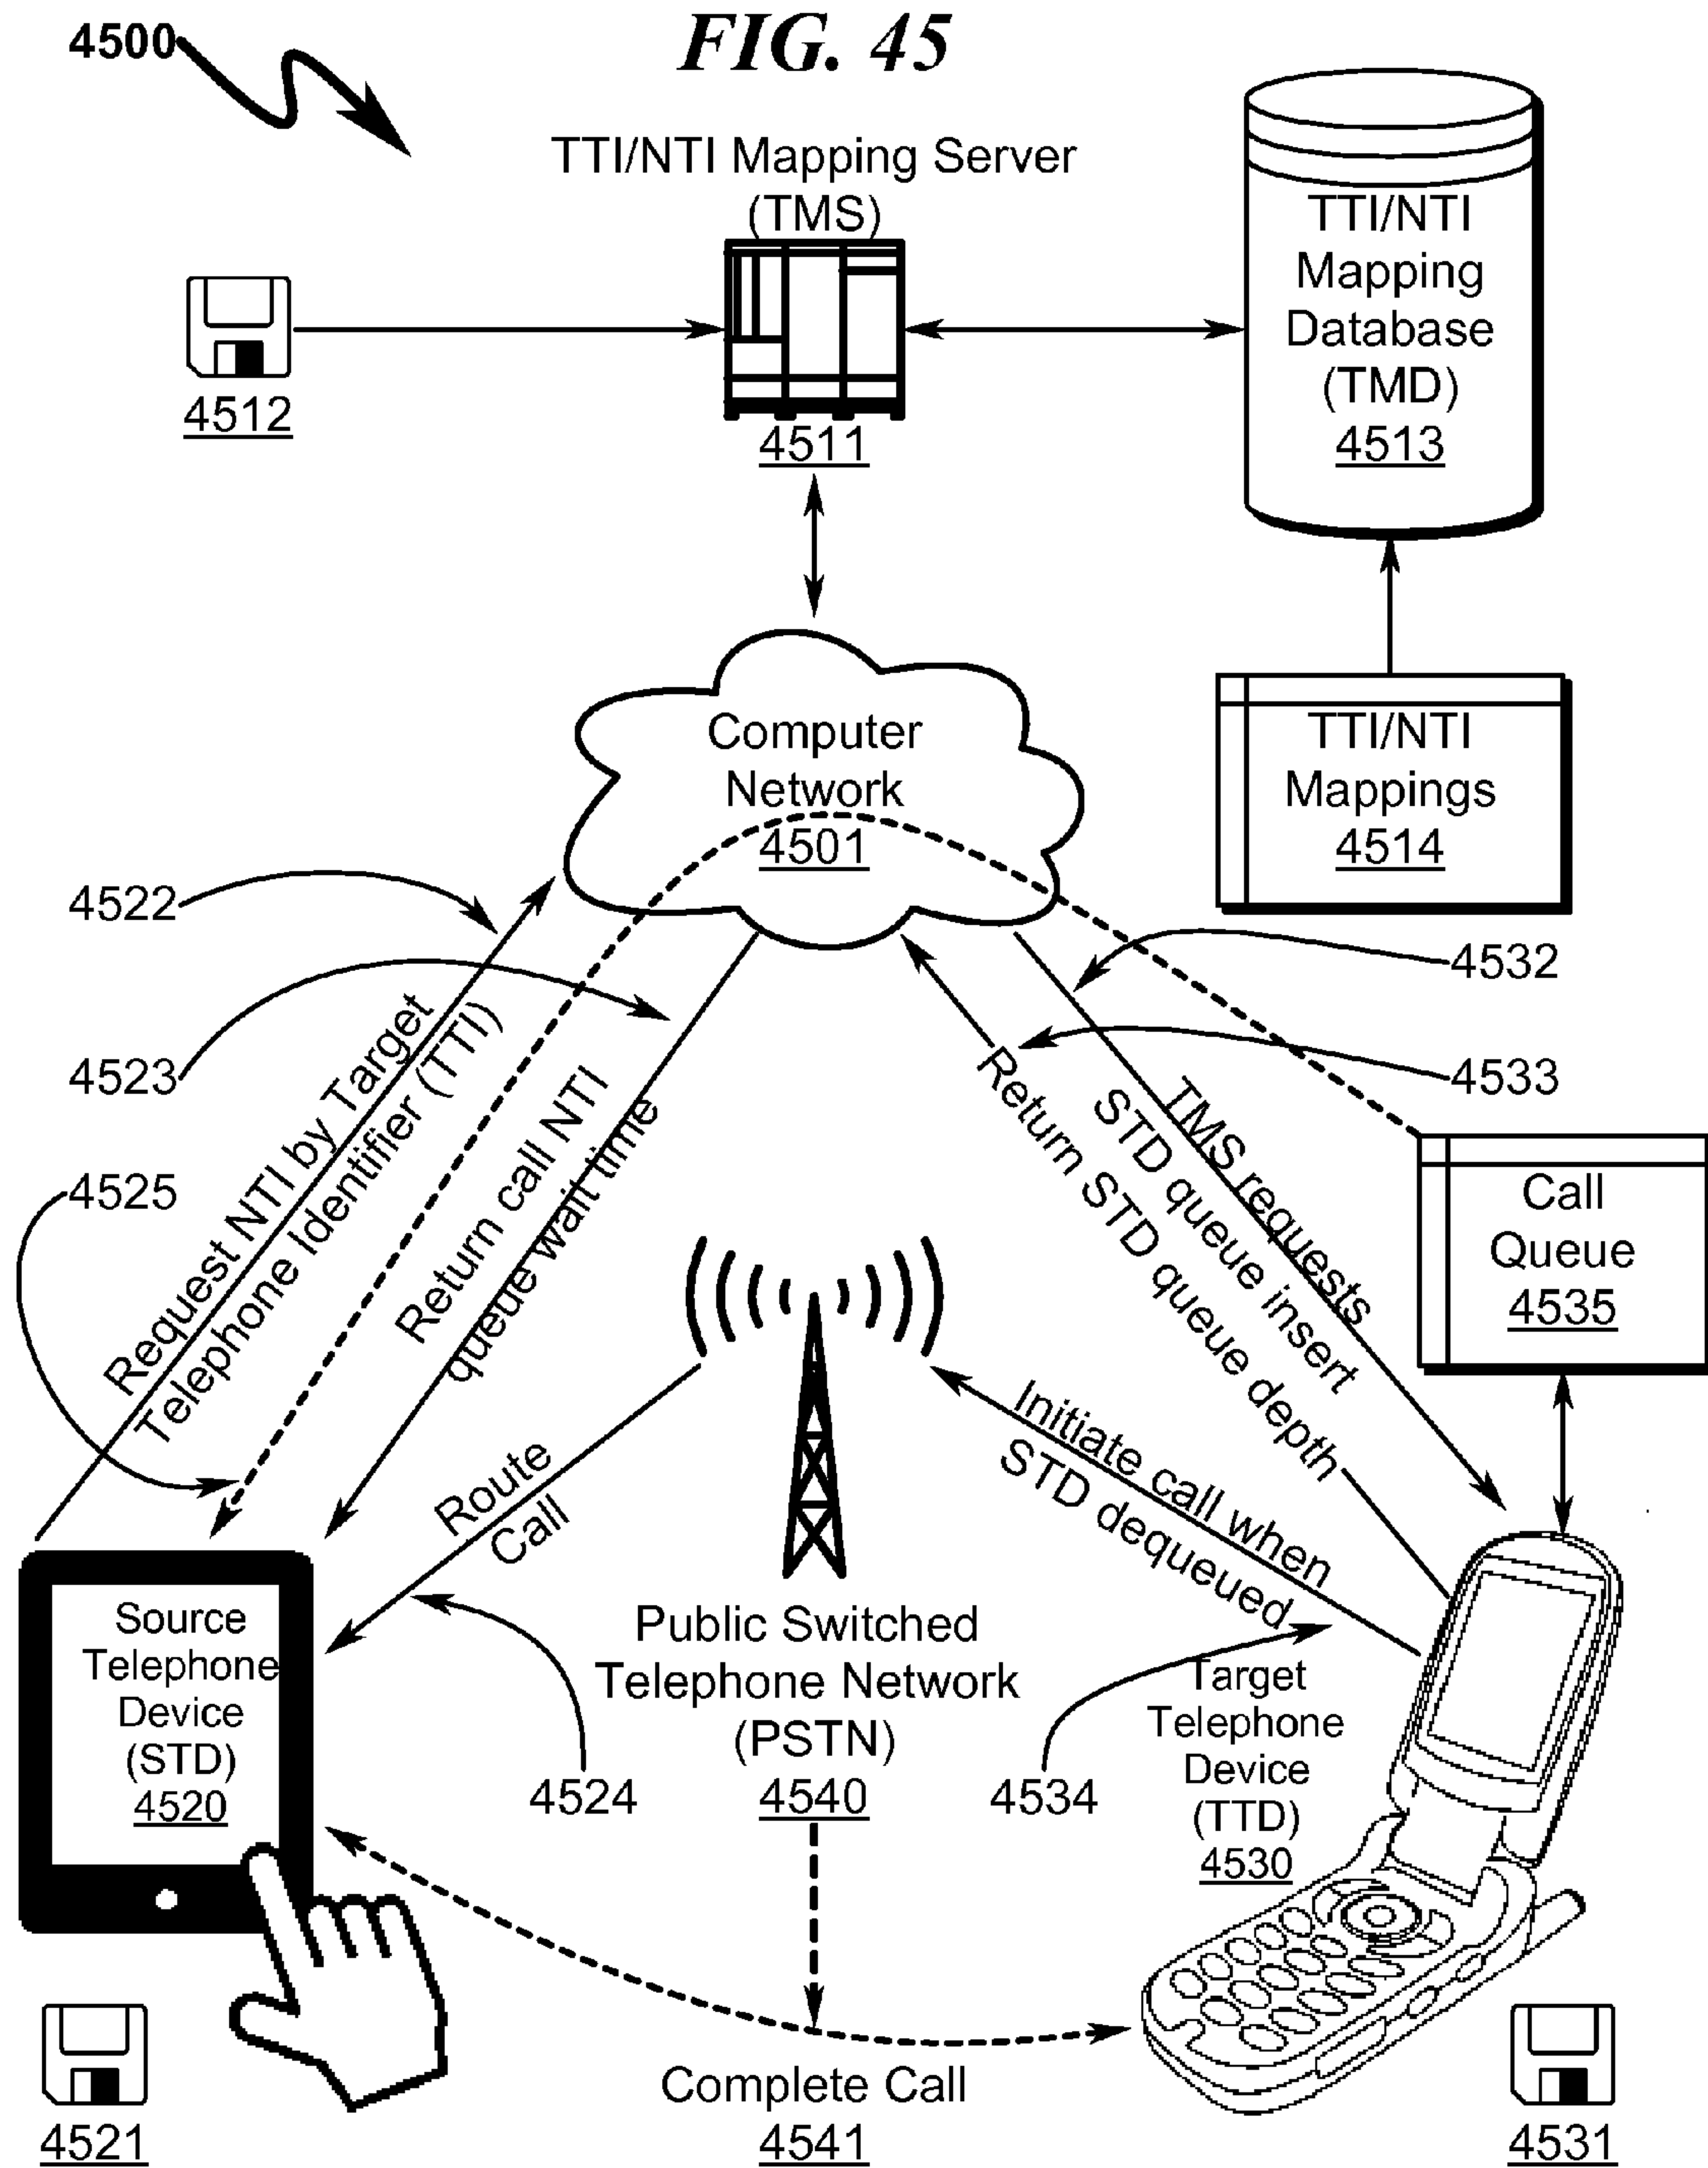 4500
FIG. 45
TTI/NTI Mapping Server
(TMS)
4511
4512
TTI/NTI
Mapping
Database
(TMD)
4513
TTI/NTI
Mappings
4514
Computer
Network
4501
4522
4523
4525
4532
4533
Request NTI by Target
Telephone Identifier (TTI)
Return call NTI
queue wait time
TMS requests
STD queue insert
Return STD queue depth
Call
Queue
4535
Route
Call
Initiate call when
STD dequeued
Source
Telephone
Device
(STD)
4520
Public Switched
Telephone Network
(PSTN)
4540
4524
4534
Target
Telephone
Device
(TTD)
4530
Complete Call
4541
4521
4531